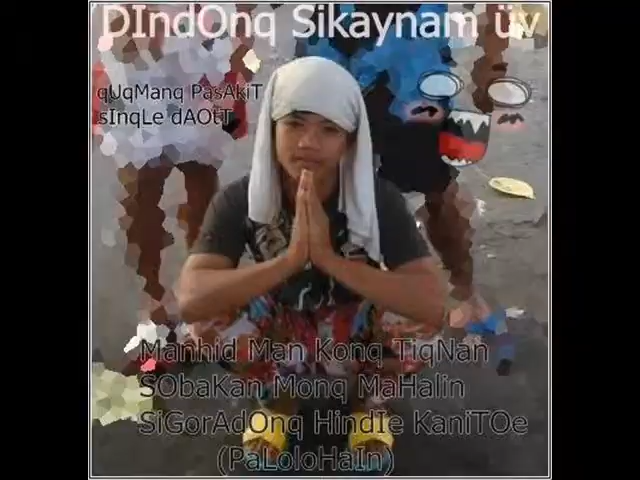 DIndOnq Sikaynam üv
qUqManq PasAkiT
sInqLe dAOtT
Manhid Man Konq TiqNan
SObaKan Monq MaHalin
SiGorAdOnq HindIe KaniTOe
(PaLoloHaIn)